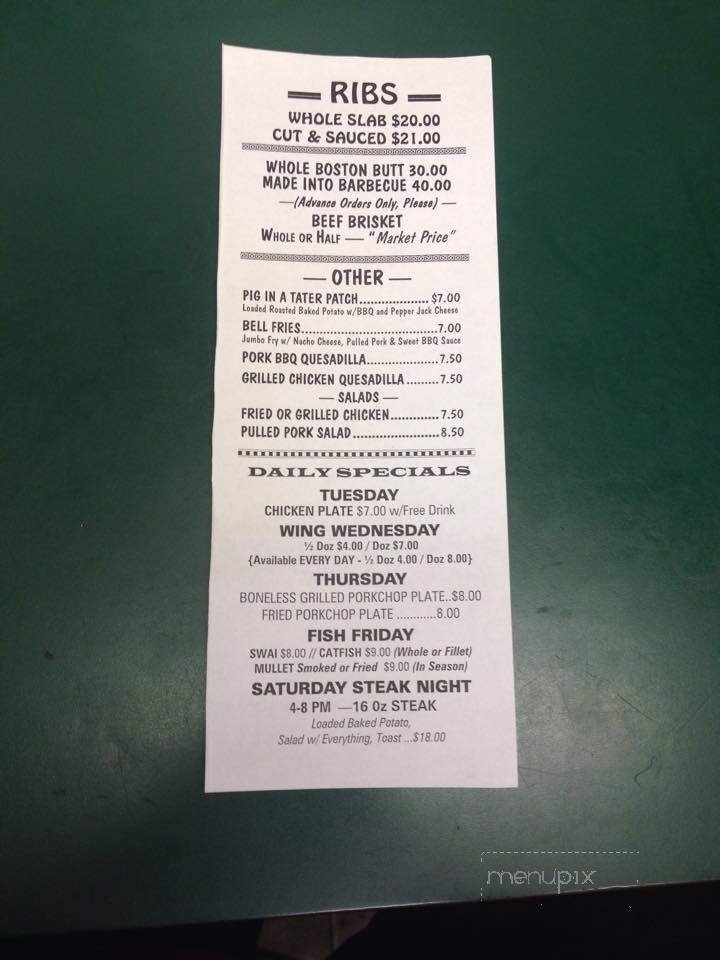 RIBS
WHOLE SLAB $20.00
CUT & SAUCED $21.00
WHOLE BOSTON BUTT 30.00
MADE INTO BARBECUE 40.00
—(Advance Orders Only, Please) —
BEEF BRISKET
WHOLE OR HALF — "Market Price"
— OTHER —
PIG IN A TATER PATCH................... $7.00
Loaded Roasted Baked Potato w/BBQ and Pepper Jack Cheese
BELL FRIES.....................................7.00
Jumbo Fry w/ Nacho Cheese, Pulled Pork & Sweet BBQ Sauce
PORK BBQ QUESADILLA....................7.50
GRILLED CHICKEN QUESADILLA.........7.50
— SALADS —
FRIED OR GRILLED CHICKEN.............7.50
PULLED PORK SALAD........................8.50
DAILY SPECIALS
TUESDAY
CHICKEN PLATE $7.00 w/Free Drink
WING WEDNESDAY
½ Doz $4.00 / Doz $7.00
{Available EVERY DAY - ½ Doz 4.00 / Doz 8.00}
THURSDAY
BONELESS GRILLED PORKCHOP PLATE..$8.00
FRIED PORKCHOP PLATE ............8.00
FISH FRIDAY
SWAI $8.00 // CATFISH $9.00 (Whole or Fillet)
MULLET Smoked or Fried $9.00 (In Season)
SATURDAY STEAK NIGHT
4-8 PM —16 Oz STEAK
Loaded Baked Potato,
Salad w/ Everything, Toast ...$18.00
menupix